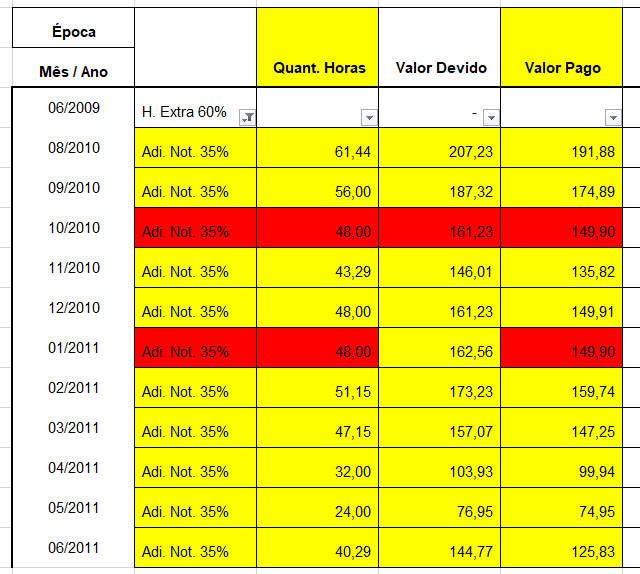 Época
Mês / Ano Quant. Horas Valor Devido Valor Pago
06/2009 H. Extra 60% -
08/2010 Adi. Not. 35% 61,44 207,23 191,88
09/2010 Adi. Not. 35% 56,00 187,32 174,89
10/2010 Adi. Not. 35% 48,00 161,23 149,90
11/2010 Adi. Not. 35% 43,29 146,01 135,82
12/2010 Adi. Not. 35% 48,00 161,23 149,91
01/2011 Adi. Not. 35% 48,00 162,56 149,90
02/2011 Adi. Not. 35% 51,15 173,23 159,74
03/2011 Adi. Not. 35% 47,15 157,07 147,25
04/2011 Adi. Not. 35% 32,00 103,93 99,94
05/2011 Adi. Not. 35% 24,00 76,95 74,95
06/2011 Adi. Not. 35% 40,29 144,77 125,83